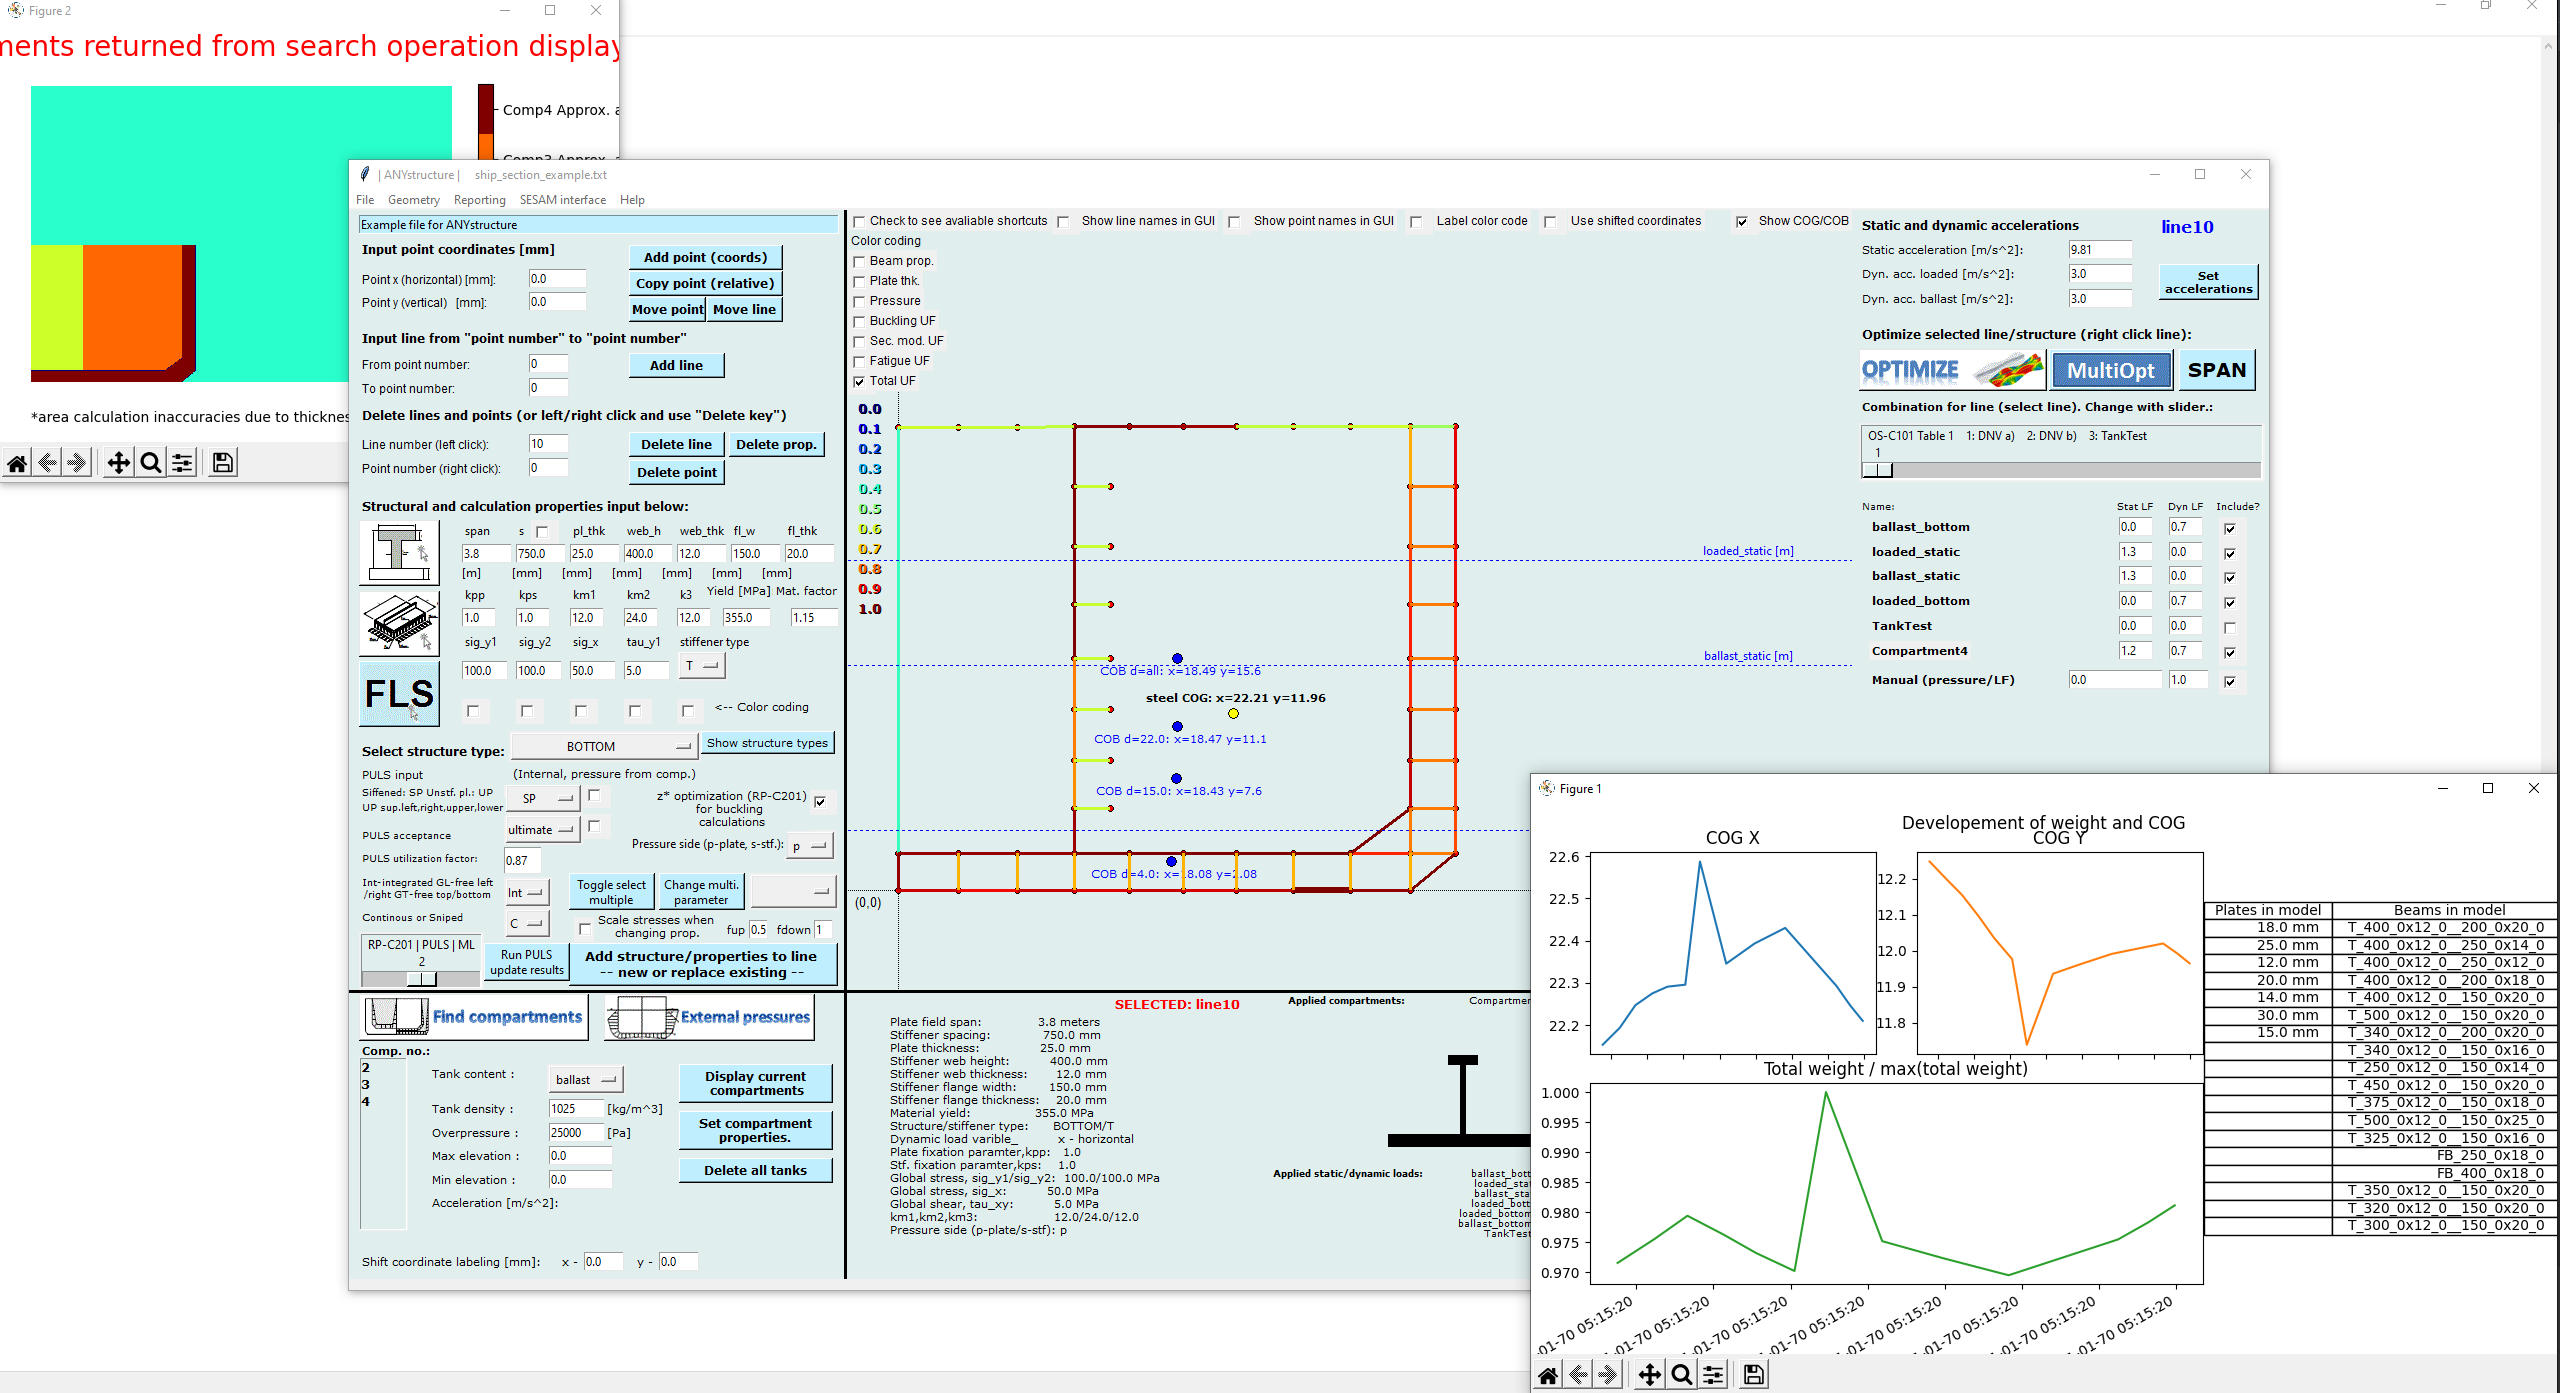 Figure 2
ments returned from search operation display
Comp4 Approx. a
Comp3 Approx. a
*area calculation inaccuracies due to thicknes
| ANYstructure | ship_section_example.txt
File Geometry Reporting SESAM interface Help
Example file for ANYstructure
Input point coordinates [mm]
Point x (horizontal) [mm]: 0.0
Point y (vertical) [mm]: 0.0
Add point (coords)
Copy point (relative)
Move point Move line
Input line from "point number" to "point number"
From point number: 0
To point number: 0
Add line
Delete lines and points (or left/right click and use "Delete key")
Line number (left click): 10 Delete line Delete prop.
Point number (right click): 0 Delete point
Structural and calculation properties input below:
span s pl_thk web_h web_thk fl_w fl_thk
3.8 750.0 25.0 400.0 12.0 150.0 20.0
[m] [mm] [mm] [mm] [mm] [mm] [mm]
kpp kps km1 km2 k3 Yield [MPa] Mat. factor
1.0 1.0 12.0 24.0 12.0 355.0 1.15
sig_y1 sig_y2 sig_x tau_y1 stiffener type
100.0 100.0 50.0 5.0 T
FLS
<-- Color coding
Select structure type: BOTTOM Show structure types
PULS input (Internal, pressure from comp.)
Siffened: SP Unstf. pl.: UP SP
UP sup.left,right,upper,lower
z* optimization (RP-C201)
for buckling
calculations
PULS acceptance ultimate
Pressure side (p-plate, s-stf.): p
PULS utilization factor: 0.87
Int-integrated GL-free left
/right GT-free top/bottom Int
Toggle select
multiple
Change multi.
parameter
Continous or Sniped C
Scale stresses when
changing prop. fup 0.5 fdown 1
RP-C201 | PULS | ML
2
Run PULS
update results
Add structure/properties to line
-- new or replace existing --
Find compartments External pressures
Comp. no.:
2
3
4
Tank content : ballast
Tank density : 1025 [kg/m^3]
Overpressure : 25000 [Pa]
Max elevation : 0.0
Min elevation : 0.0
Acceleration [m/s^2]:
Display current
compartments
Set compartment
properties.
Delete all tanks
Shift coordinate labeling [mm]: x - 0.0 y - 0.0
Check to see avaliable shortcuts Show line names in GUI Show point names in GUI Label color code Use shifted coordinates Show COG/COB
Color coding
Beam prop.
Plate thk.
Pressure
Buckling UF
Sec. mod. UF
Fatigue UF
Total UF
0.0
0.1
0.2
0.3
0.4
0.5
0.6
0.7
0.8
0.9
1.0
loaded_static [m]
ballast_static [m]
COB d=all: x=18.49 y=15.6
steel COG: x=22.21 y=11.96
COB d=22.0: x=18.47 y=11.1
COB d=15.0: x=18.43 y=7.6
COB d=4.0: x=18.08 y=2.08
(0,0)
SELECTED: line10
Plate field span: 3.8 meters
Stiffener spacing: 750.0 mm
Plate thickness: 25.0 mm
Stiffener web height: 400.0 mm
Stiffener web thickness: 12.0 mm
Stiffener flange width: 150.0 mm
Stiffener flange thickness: 20.0 mm
Material yield: 355.0 MPa
Structure/stiffener type: BOTTOM/T
Dynamic load varible_ x - horizontal
Plate fixation paramter,kpp: 1.0
Stf. fixation paramter,kps: 1.0
Global stress, sig_y1/sig_y2: 100.0/100.0 MPa
Global stress, sig_x: 50.0 MPa
Global shear, tau_xy: 5.0 MPa
km1,km2,km3: 12.0/24.0/12.0
Pressure side (p-plate/s-stf): p
Applied compartments: Compartmer
Applied static/dynamic loads: ballast_bott
loaded_stat
ballast_sta
loaded_bott
loaded_bottom
ballast_bottom
TankTest
Static and dynamic accelerations line10
Static acceleration [m/s^2]: 9.81
Dyn. acc. loaded [m/s^2]: 3.0
Dyn. acc. ballast [m/s^2]: 3.0
Set
accelerations
Optimize selected line/structure (right click line):
OPTIMIZE MultiOpt SPAN
Combination for line (select line). Change with slider.:
OS-C101 Table 1 1: DNV a) 2: DNV b) 3: TankTest
1
Name: Stat LF Dyn LF Include?
ballast_bottom 0.0 0.7
loaded_static 1.3 0.0
ballast_static 1.3 0.0
loaded_bottom 0.0 0.7
TankTest 0.0 0.0
Compartment4 1.2 0.7
Manual (pressure/LF) 0.0 1.0
Figure 1
Developement of weight and COG
COG X
COG Y
22.6
22.5
22.4
22.3
22.2
12.2
12.1
12.0
11.9
11.8
Total weight / max(total weight)
1.000
0.995
0.990
0.985
0.980
0.975
0.970
-01-70 05:15:20
-01-70 05:15:20
-01-70 05:15:20
-01-70 05:15:20
-01-70 05:15:20
-01-70 05:15:20
-01-70 05:15:20
-01-70 05:15:20
Plates in model Beams in model
18.0 mm T_400_0x12_0__200_0x20_0
25.0 mm T_400_0x12_0__250_0x14_0
12.0 mm T_400_0x12_0__250_0x12_0
20.0 mm T_400_0x12_0__200_0x18_0
14.0 mm T_400_0x12_0__150_0x20_0
30.0 mm T_500_0x12_0__150_0x20_0
15.0 mm T_340_0x12_0__200_0x20_0
T_340_0x12_0__150_0x16_0
T_250_0x12_0__150_0x14_0
T_450_0x12_0__150_0x20_0
T_375_0x12_0__150_0x18_0
T_500_0x12_0__150_0x25_0
T_325_0x12_0__150_0x16_0
FB_250_0x18_0
FB_400_0x18_0
T_350_0x12_0__150_0x20_0
T_320_0x12_0__150_0x20_0
T_300_0x12_0__150_0x20_0